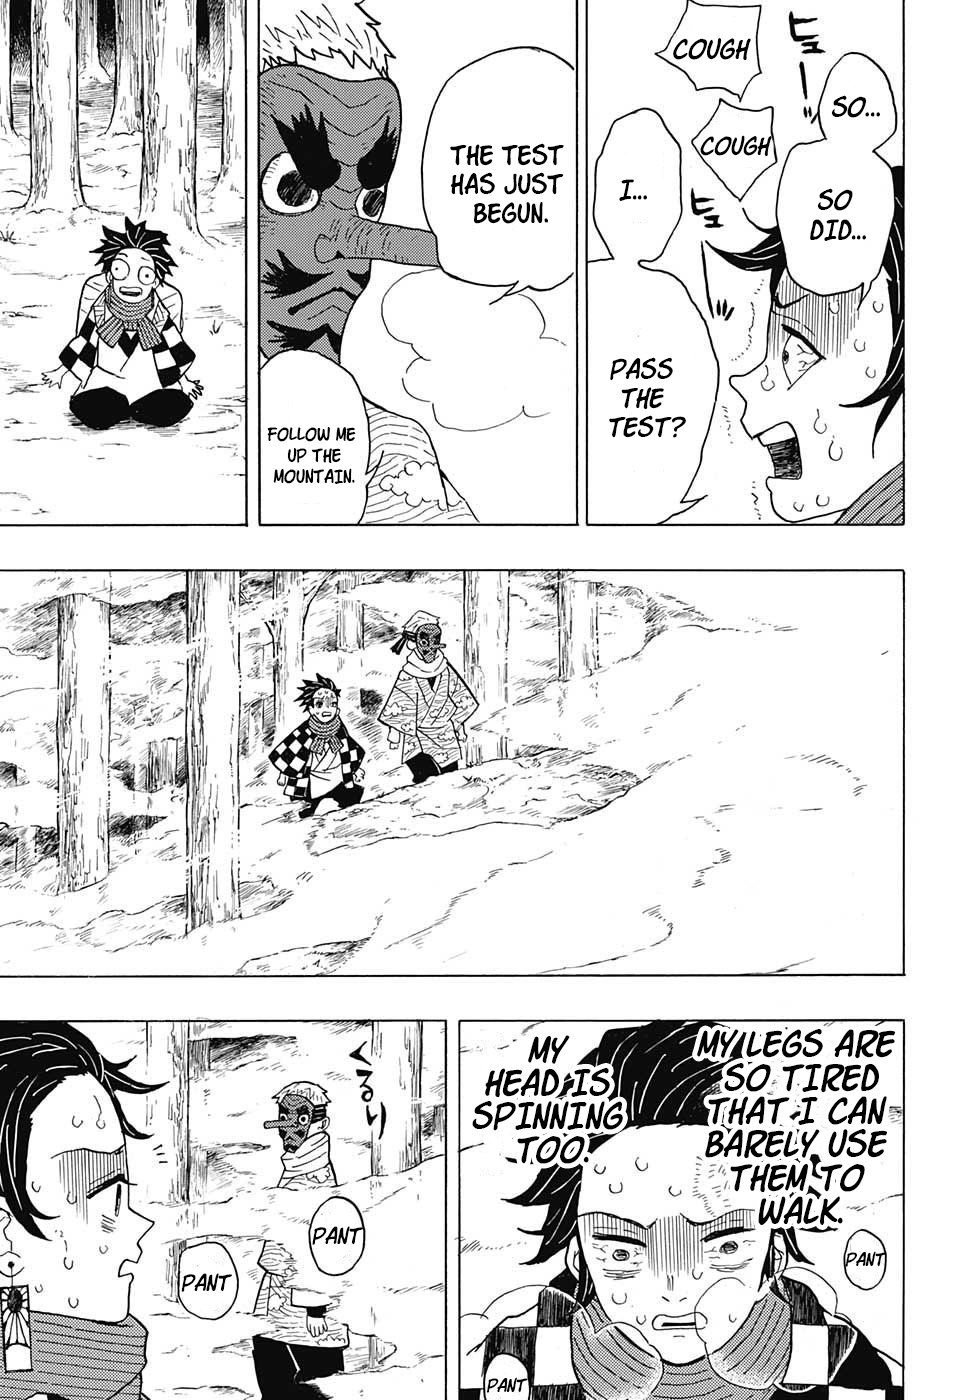 ヒュー
SO...
SO
DID...
COUGH
COUGH
ヒュー
I...
PASS
THE
TEST?
THE TEST
HAS JUST
BEGUN.
FOLLOW ME
UP THE
MOUNTAIN.
MY LEGS ARE
SO TIRED
THAT I CAN
BARELY USE
THEM TO
WALK.
MY
HEAD IS
SPINNING
TOO.
PANT
PANT
くるり
PANT
PANT